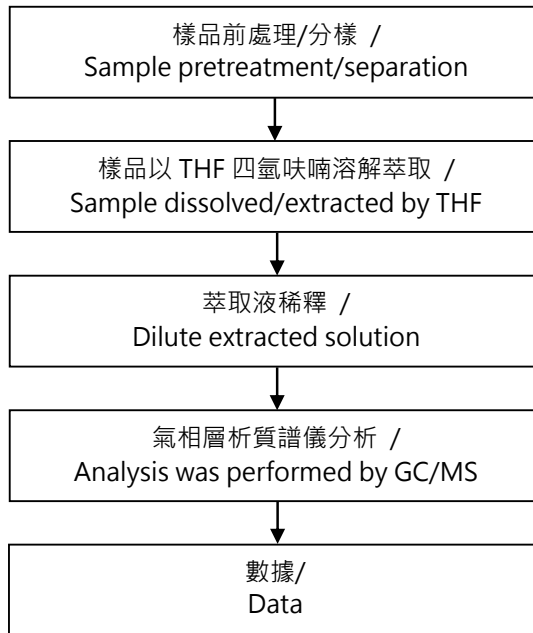 樣品前處理/分樣 /
Sample pretreatment/separation
樣品以 THF 四氫呋喃溶解萃取 /
Sample dissolved/extracted by THF
萃取液稀釋 /
Dilute extracted solution
氣相層析質譜儀分析 /
Analysis was performed by GC/MS
數據/
Data